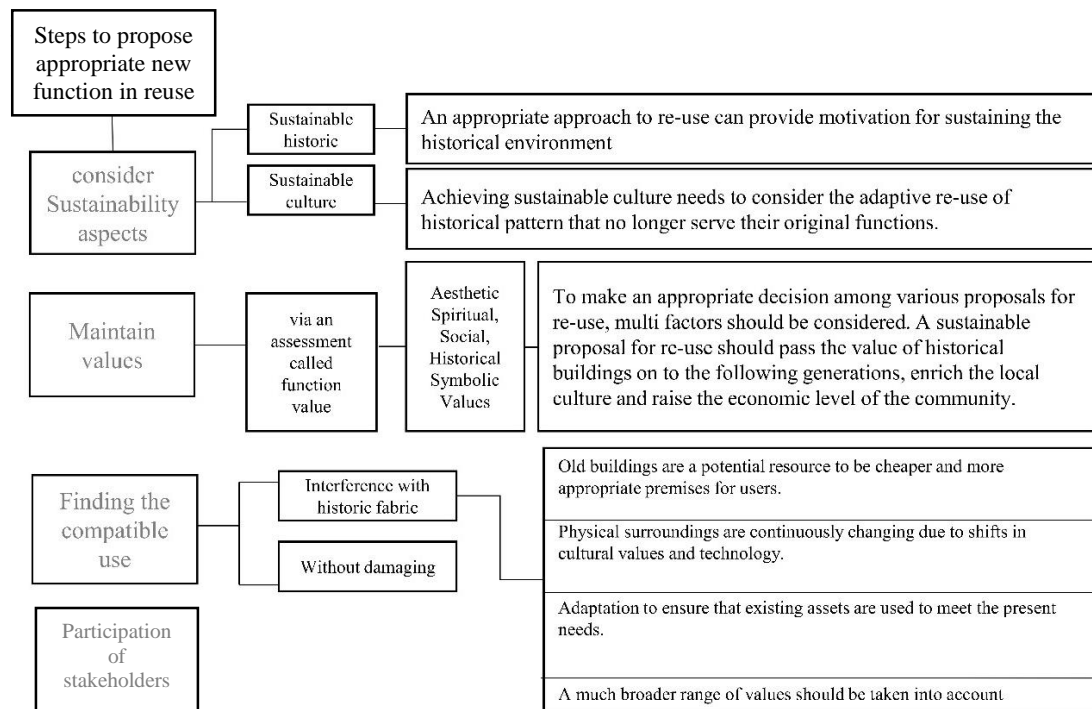 Steps to propose
appropriate new
function in reuse
consider
Sustainability
aspects
Sustainable
historic
An appropriate approach to re-use can provide motivation for sustaining the
historical environment
Sustainable
culture
Achieving sustainable culture needs to consider the adaptive re-use of
historical pattern that no longer serve their original functions.
Maintain
values
via an
assessment
called
function
value
Aesthetic
Spiritual,
Social,
Historical
Symbolic
Values
To make an appropriate decision among various proposals for
re-use, multi factors should be considered. A sustainable
proposal for re-use should pass the value of historical
buildings on to the following generations, enrich the local
culture and raise the economic level of the community.
Finding the
compatible
use
Interference with
historic fabric
Without damaging
Old buildings are a potential resource to be cheaper and more
appropriate premises for users.
Physical surroundings are continuously changing due to shifts in
cultural values and technology.
Adaptation to ensure that existing assets are used to meet the present
needs.
A much broader range of values should be taken into account
Participation
of
stakeholders